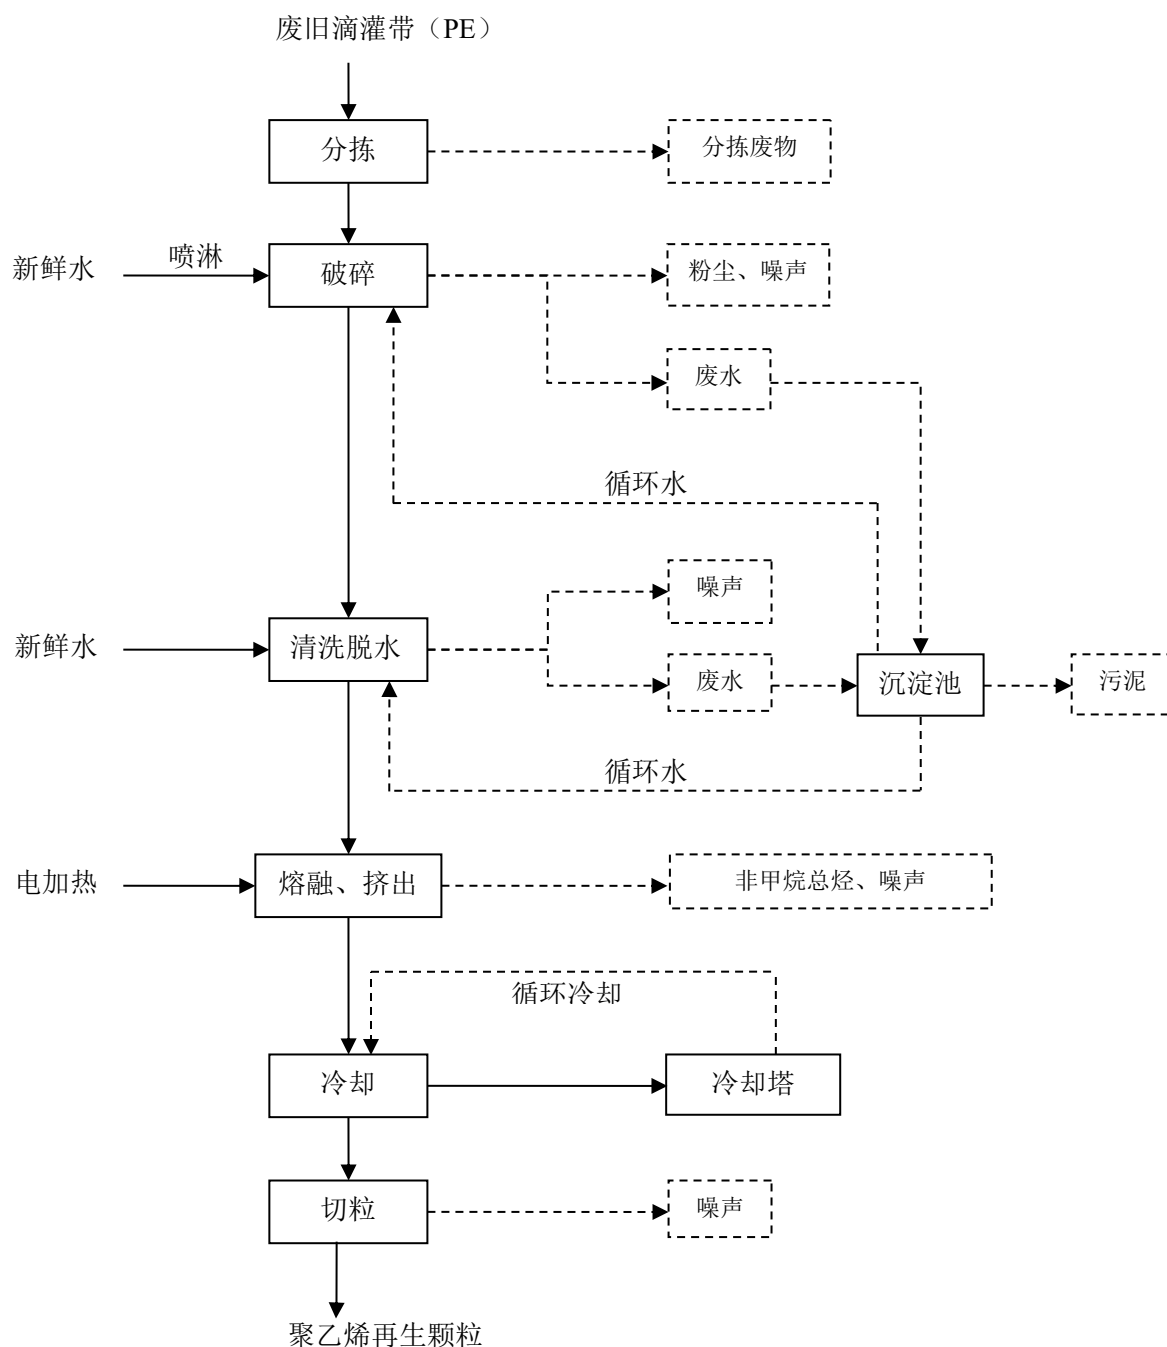 废旧滴灌带（PE）
分拣
分拣废物
新鲜水
喷淋
破碎
粉尘、噪声
废水
循环水
噪声
新鲜水
清洗脱水
废水
沉淀池
污泥
循环水
电加热
熔融、挤出
非甲烷总烃、噪声
循环冷却
冷却
冷却塔
切粒
噪声
聚乙烯再生颗粒